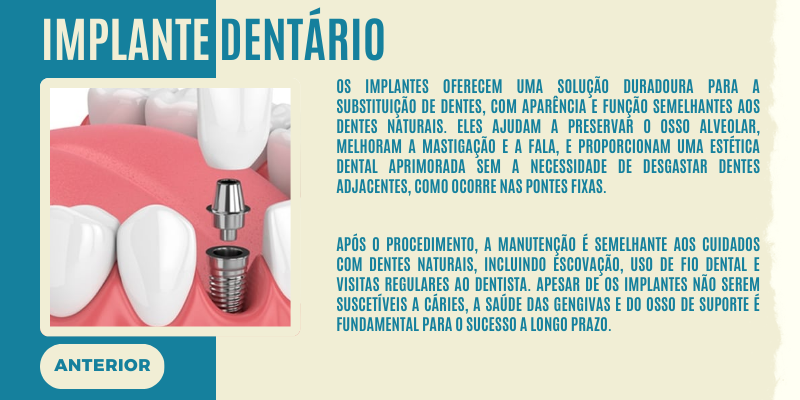 IMPLANTE DENTÁRIO
OS IMPLANTES OFERECEM UMA SOLUÇÃO DURADOURA PARA A
SUBSTITUIÇÃO DE DENTES, COM APARÊNCIA E FUNÇÃO SEMELHANTES AOS
DENTES NATURAIS. ELES AJUDAM A PRESERVAR O OSSO ALVEOLAR,
MELHORAM A MASTIGAÇÃO E A FALA, E PROPORCIONAM UMA ESTÉTICA
DENTAL APRIMORADA SEM A NECESSIDADE DE DESGASTAR DENTES
ADJACENTES, COMO OCORRE NAS PONTES FIXAS.
APÓS O PROCEDIMENTO, A MANUTENÇÃO É SEMELHANTE AOS CUIDADOS
COM DENTES NATURAIS, INCLUINDO ESCOVAÇÃO, USO DE FIO DENTAL E
VISITAS REGULARES AO DENTISTA. APESAR DE OS IMPLANTES NÃO SEREM
SUSCETÍVEIS A CÁRIES, A SAÚDE DAS GENGIVAS E DO OSSO DE SUPORTE É
FUNDAMENTAL PARA O SUCESSO A LONGO PRAZO.
ANTERIOR